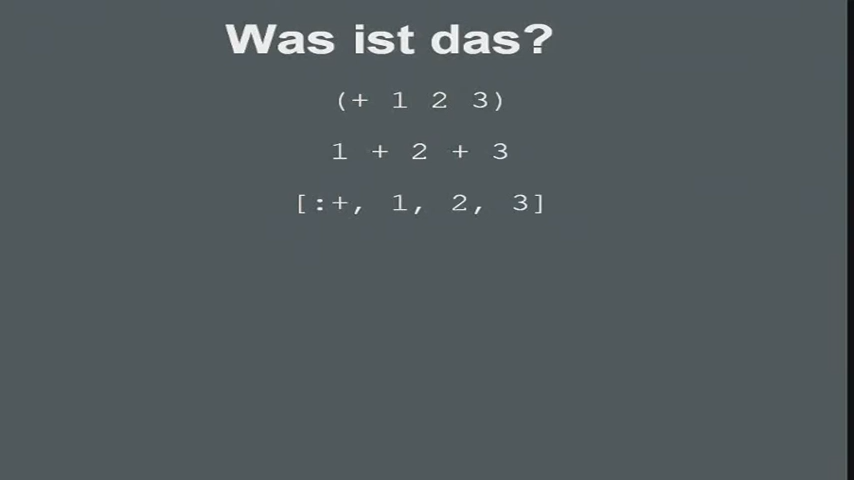 Was ist das?
(+ 1 2 3)
1 + 2 + 3
[:+, 1, 2, 3]